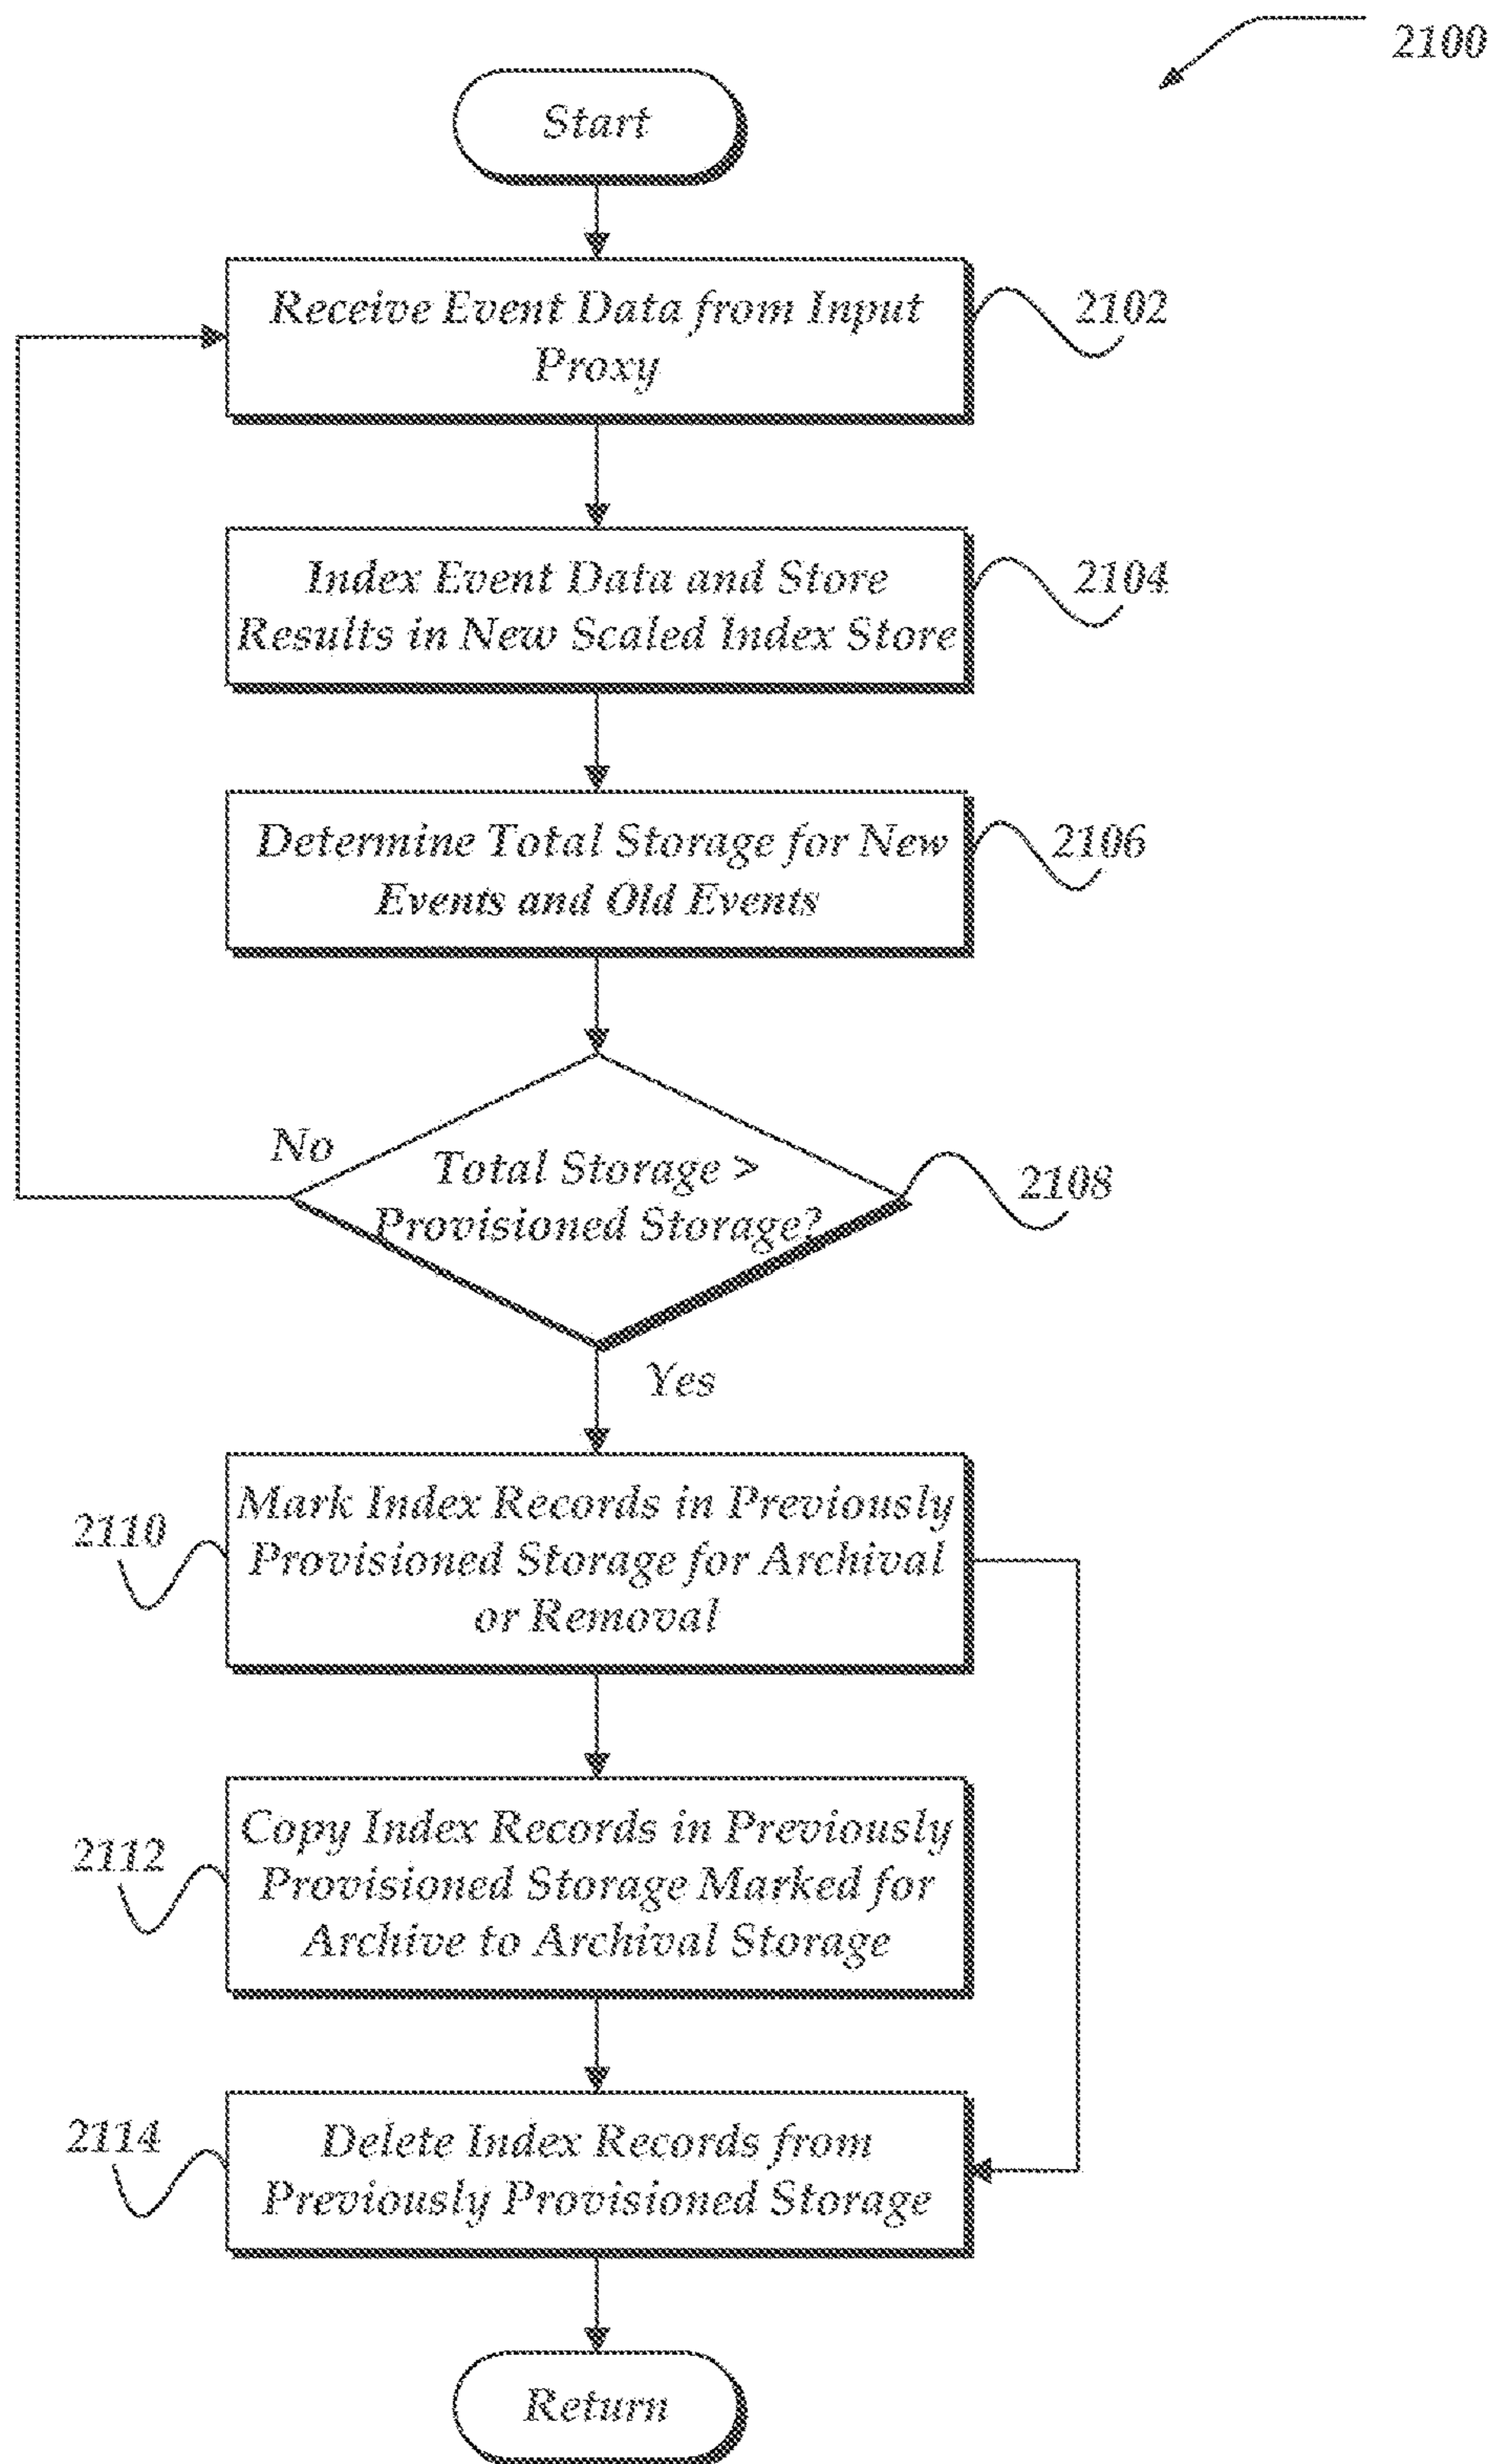 2100
Start
Receive Event Data from Input
Proxy
2102
Index Event Data and Store
Results in New Scaled Index Store
2104
Determine Total Storage for New
Events and Old Events
2106
No
Total Storage >
Provisioned Storage?
2108
Yes
Mark Index Records in Previously
Provisioned Storage for Archival
or Removal
2110
Copy Index Records in Previously
Provisioned Storage Marked for
Archive to Archival Storage
2112
Delete Index Records from
Previously Provisioned Storage
2114
Return